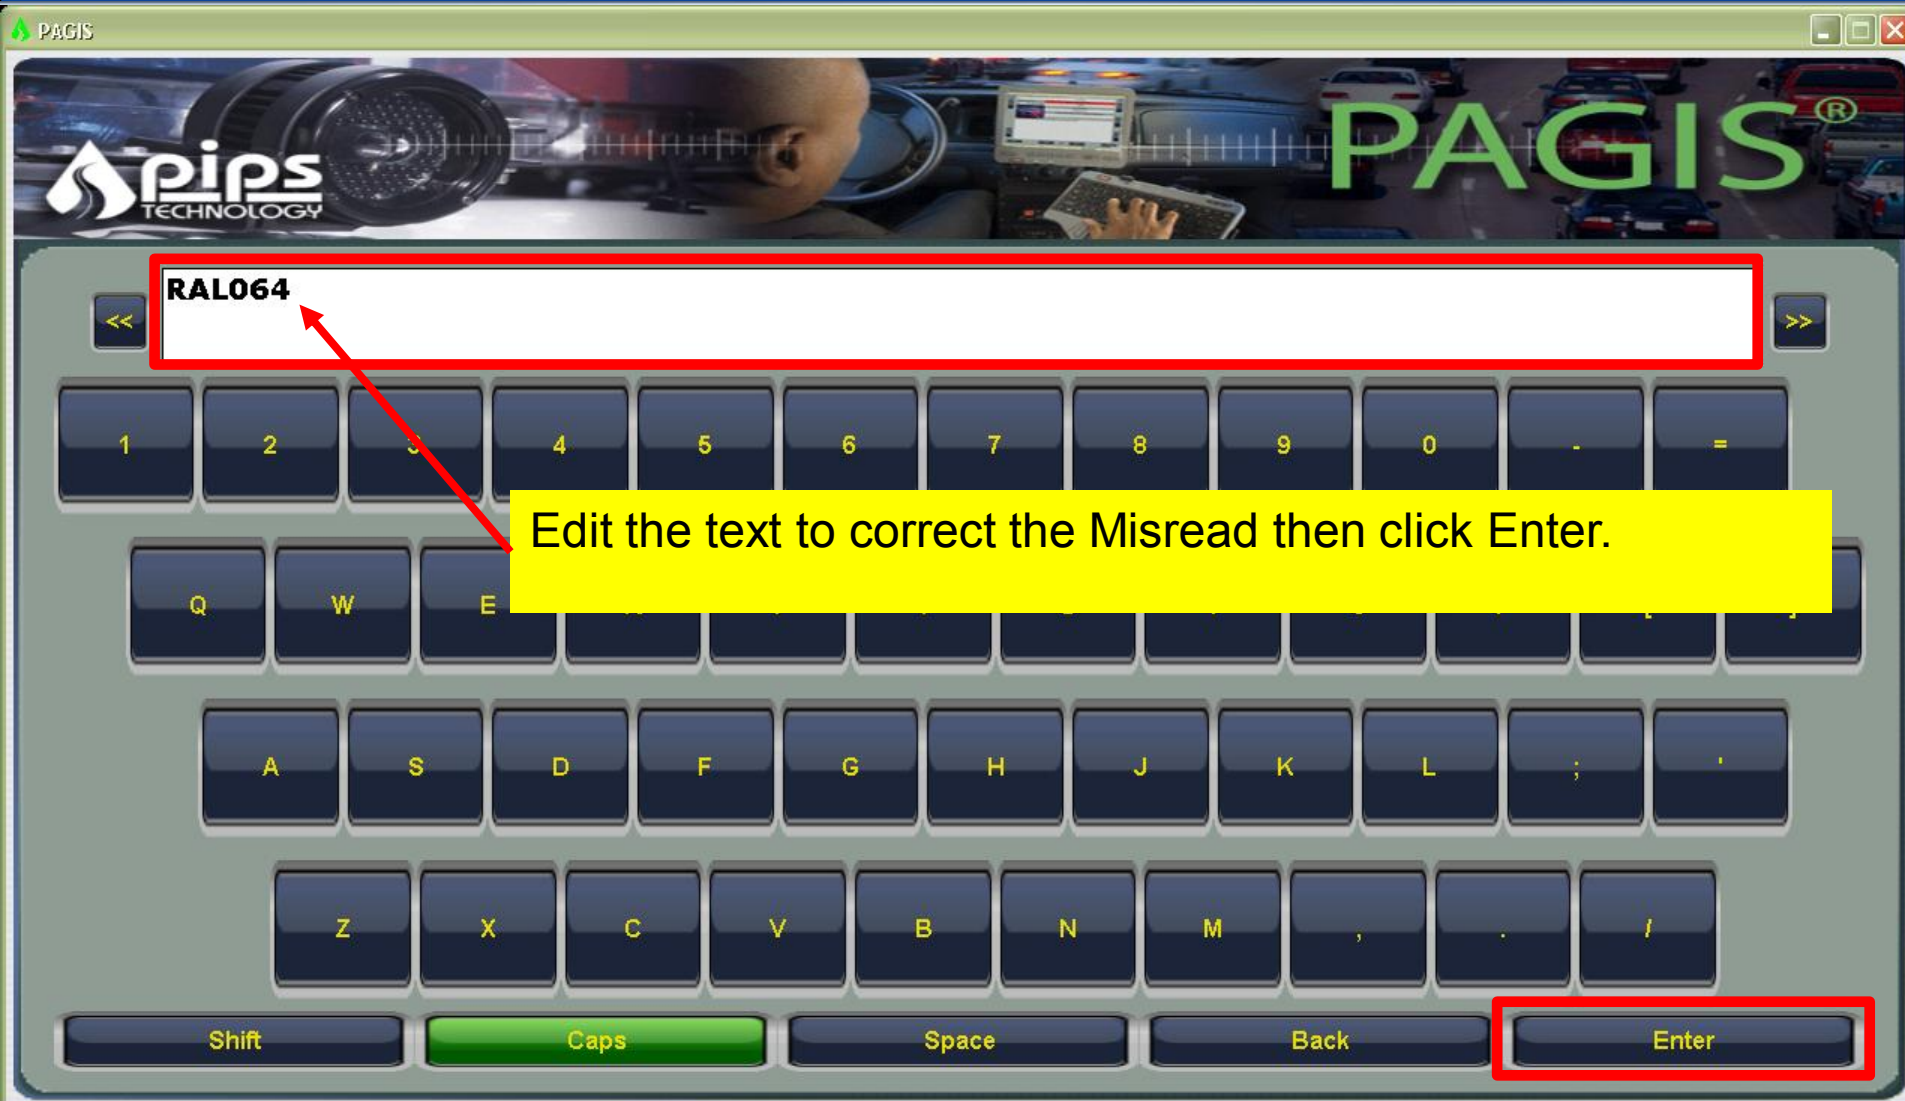 PAGIS
pips
TECHNOLOGY
PAGIS®
<< RAL064 >>
1 2 3 4 5 6 7 8 9 0 - =
Edit the text to correct the Misread then click Enter.
Q W E [ ]
A S D F G H J K L ; '
Z X C V B N M , . /
Shift Caps Space Back Enter